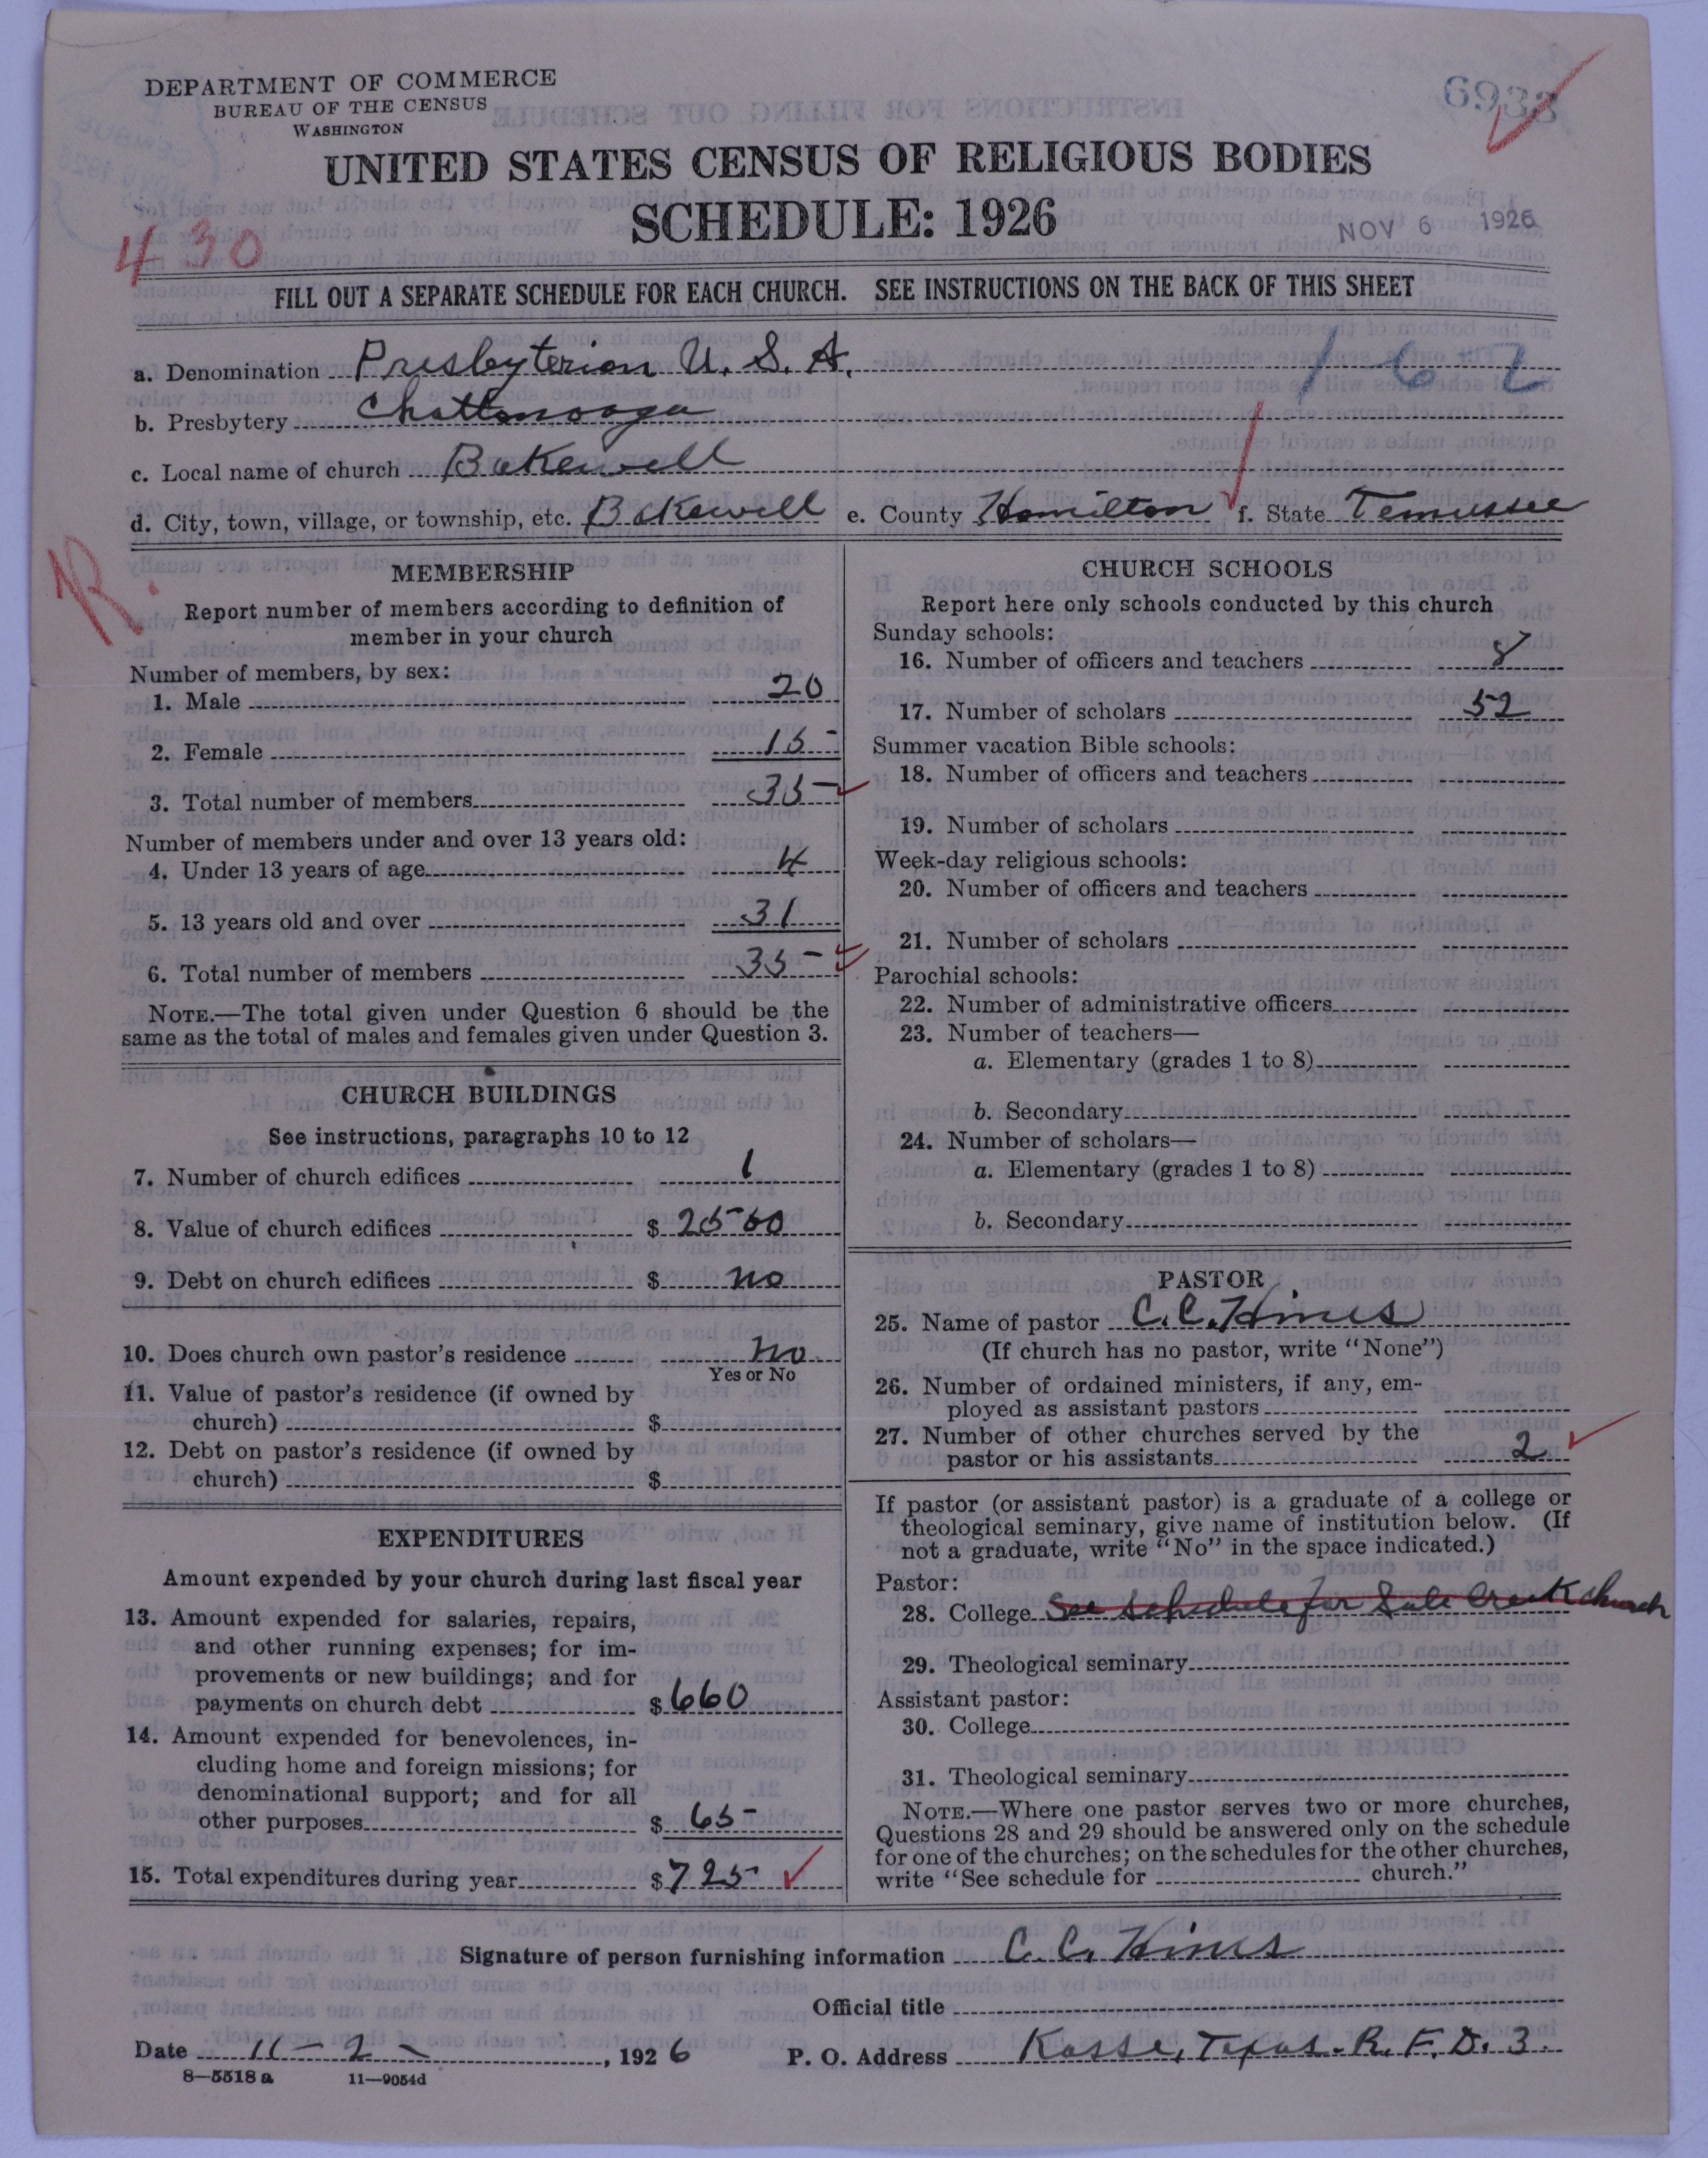 DEPARTMENT OF COMMERCE
BUREAU OF THE CENSUS
WASHINGTON
UNITED STATES CENSUS OF RELIGIOUS BODIES
SCHEDULE: 1926
NOV 6 1926
430
FILL OUT A SEPARATE SCHEDULE FOR EACH CHURCH. SEE INSTRUCTIONS ON THE BACK OF THIS SHEET
a. Denomination Presbyterian U. S. A.
167
b. Presbytery Chattanooga
c. Local name of church Bakewell
d. City, town, village, or township, etc. Bakewell e. County Hamilton f. State Tennessee
R.
MEMBERSHIP
Report number of members according to definition of
member in your church
Number of members, by sex:
1. Male 20
2. Female 15
3. Total number of members 35
Number of members under and over 13 years old:
4. Under 13 years of age 4
5. 13 years old and over 31
6. Total number of members 35
NOTE.—The total given under Question 6 should be the
same as the total of males and females given under Question 3.
CHURCH BUILDINGS
See instructions, paragraphs 10 to 12
7. Number of church edifices 1
8. Value of church edifices $ 2500
9. Debt on church edifices $ no
10. Does church own pastor's residence no
Yes or No
11. Value of pastor's residence (if owned by
church) $
12. Debt on pastor's residence (if owned by
church) $
EXPENDITURES
Amount expended by your church during last fiscal year
13. Amount expended for salaries, repairs,
and other running expenses; for im-
provements or new buildings; and for
payments on church debt $ 660
14. Amount expended for benevolences, in-
cluding home and foreign missions; for
denominational support; and for all
other purposes $ 65
15. Total expenditures during year $ 725
CHURCH SCHOOLS
Report here only schools conducted by this church
Sunday schools:
16. Number of officers and teachers 8
17. Number of scholars 52
Summer vacation Bible schools:
18. Number of officers and teachers
19. Number of scholars
Week-day religious schools:
20. Number of officers and teachers
21. Number of scholars
Parochial schools:
22. Number of administrative officers
23. Number of teachers—
a. Elementary (grades 1 to 8)
b. Secondary
24. Number of scholars—
a. Elementary (grades 1 to 8)
b. Secondary
PASTOR
25. Name of pastor C. C. Hines
(If church has no pastor, write "None")
26. Number of ordained ministers, if any, em-
ployed as assistant pastors
27. Number of other churches served by the
pastor or his assistants 2
If pastor (or assistant pastor) is a graduate of a college or
theological seminary, give name of institution below. (If
not a graduate, write "No" in the space indicated.)
Pastor:
28. College See schedule for Sale Creek church
29. Theological seminary
Assistant pastor:
30. College
31. Theological seminary
NOTE.—Where one pastor serves two or more churches,
Questions 28 and 29 should be answered only on the schedule
for one of the churches; on the schedules for the other churches,
write "See schedule for church."
Signature of person furnishing information C. C. Hines
Official title
Date 11-2-, 1926 P. O. Address Kosse, Texas. R. F. D. 3.
8—5518 a 11—9054d